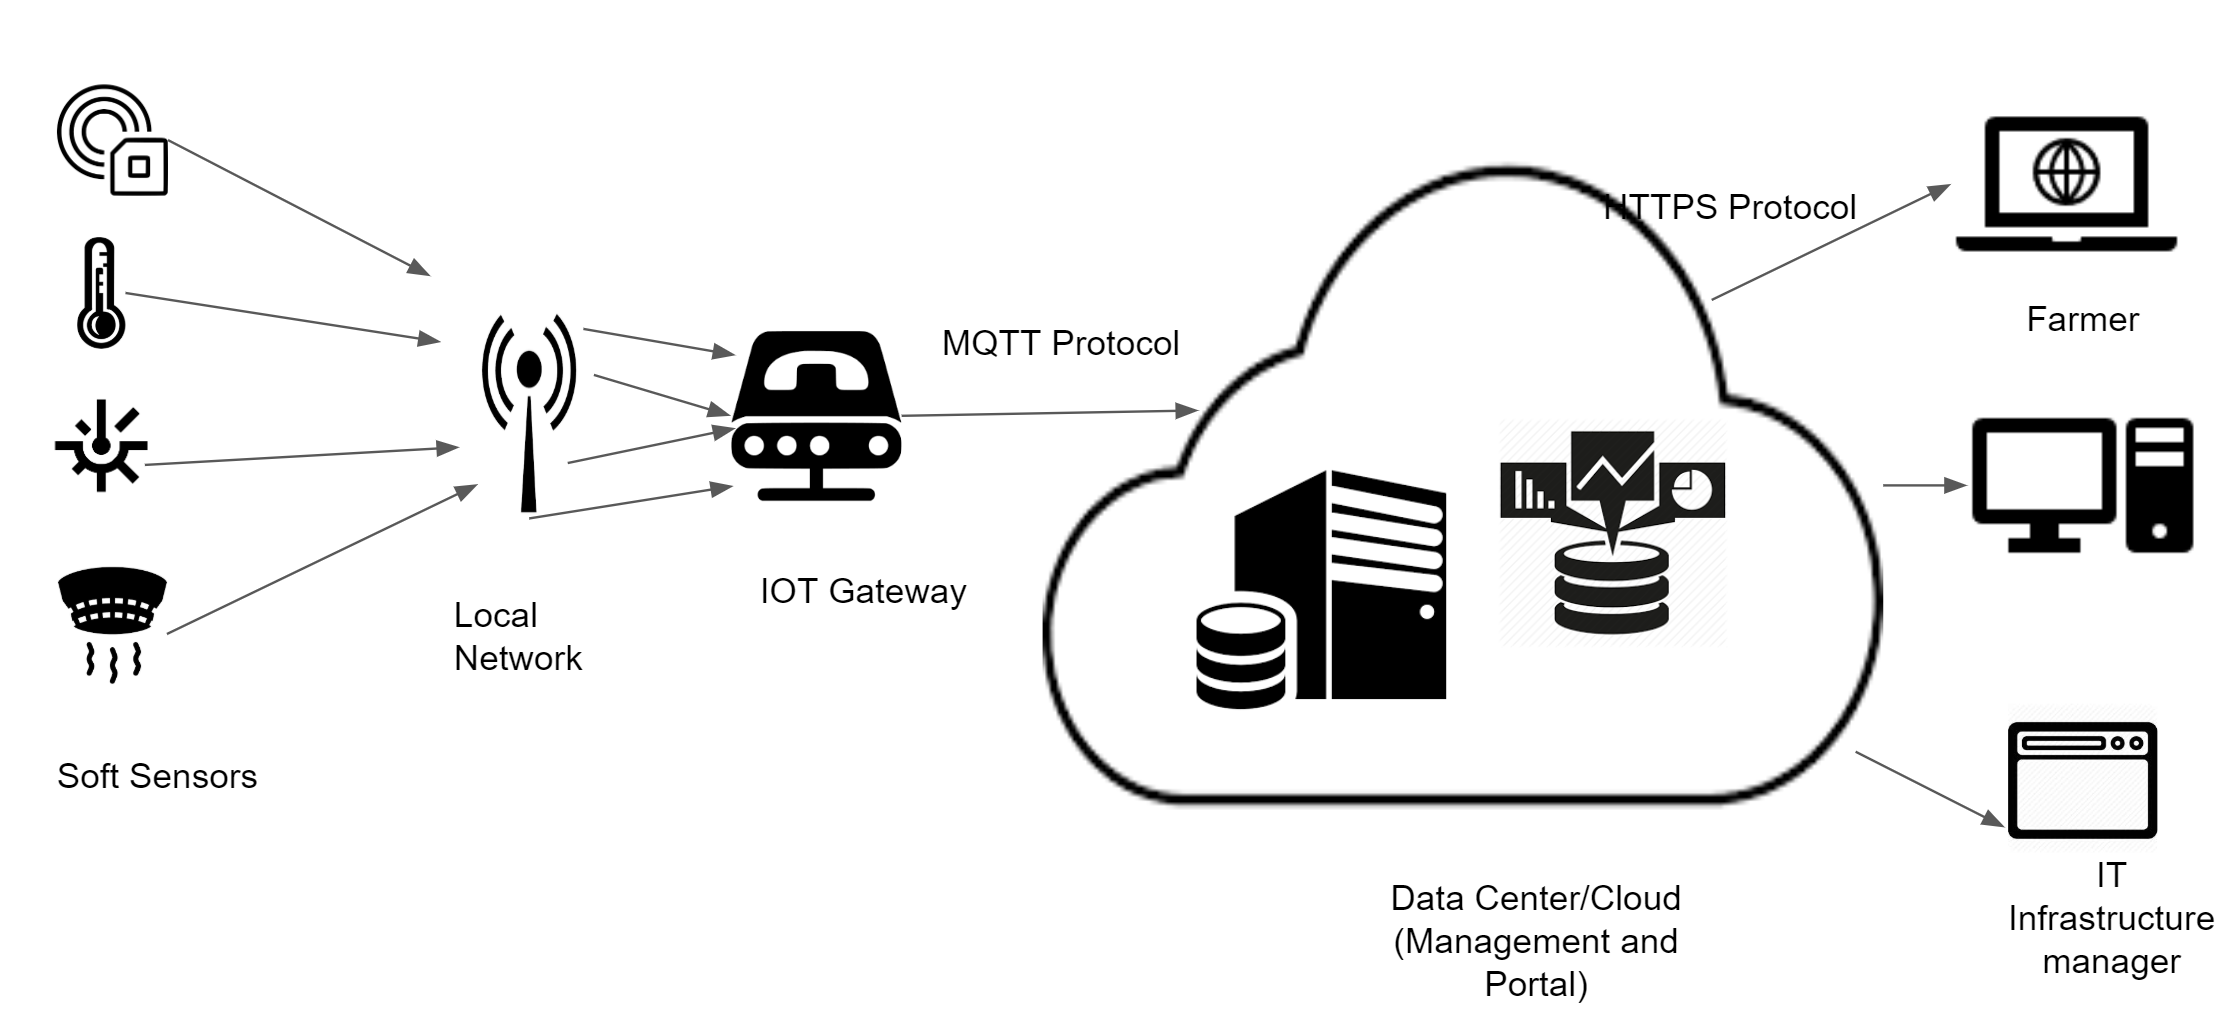 HTTPS Protocol
Farmer
MQTT Protocol
IOT Gateway
Local
Network
Soft Sensors
IT
Infrastructure
manager
Data Center/Cloud
(Management and
Portal)